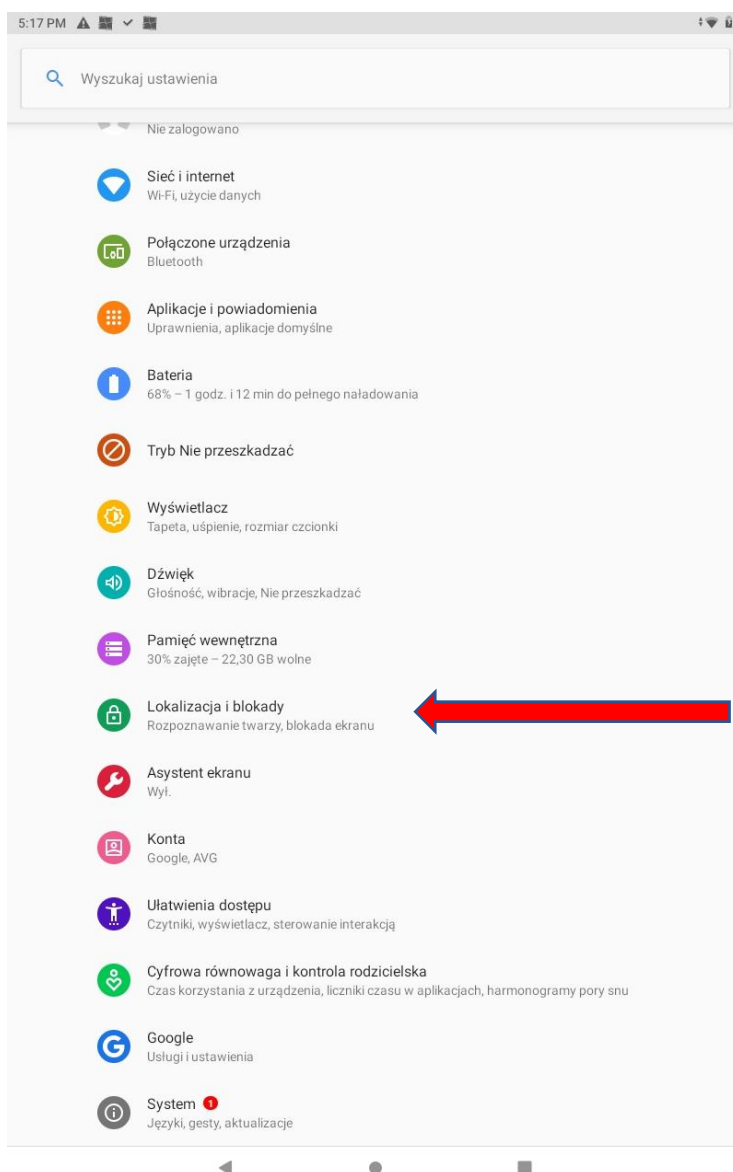 5:17 PM
Wyszukaj ustawienia
Nie zalogowano
Sieć i internet
Wi-Fi, użycie danych
Połączone urządzenia
Bluetooth
Aplikacje i powiadomienia
Uprawnienia, aplikacje domyślne
Bateria
68% – 1 godz. i 12 min do pełnego naładowania
Tryb Nie przeszkadzać
Wyświetlacz
Tapeta, uśpienie, rozmiar czcionki
Dźwięk
Głośność, wibracje, Nie przeszkadzać
Pamięć wewnętrzna
30% zajęte – 22,30 GB wolne
Lokalizacja i blokady
Rozpoznawanie twarzy, blokada ekranu
Asystent ekranu
Wył.
Konta
Google, AVG
Ułatwienia dostępu
Czytniki, wyświetlacz, sterowanie interakcją
Cyfrowa równowaga i kontrola rodzicielska
Czas korzystania z urządzenia, liczniki czasu w aplikacjach, harmonogramy pory snu
G Google
Usługi i ustawienia
System 1
Języki, gesty, aktualizacje